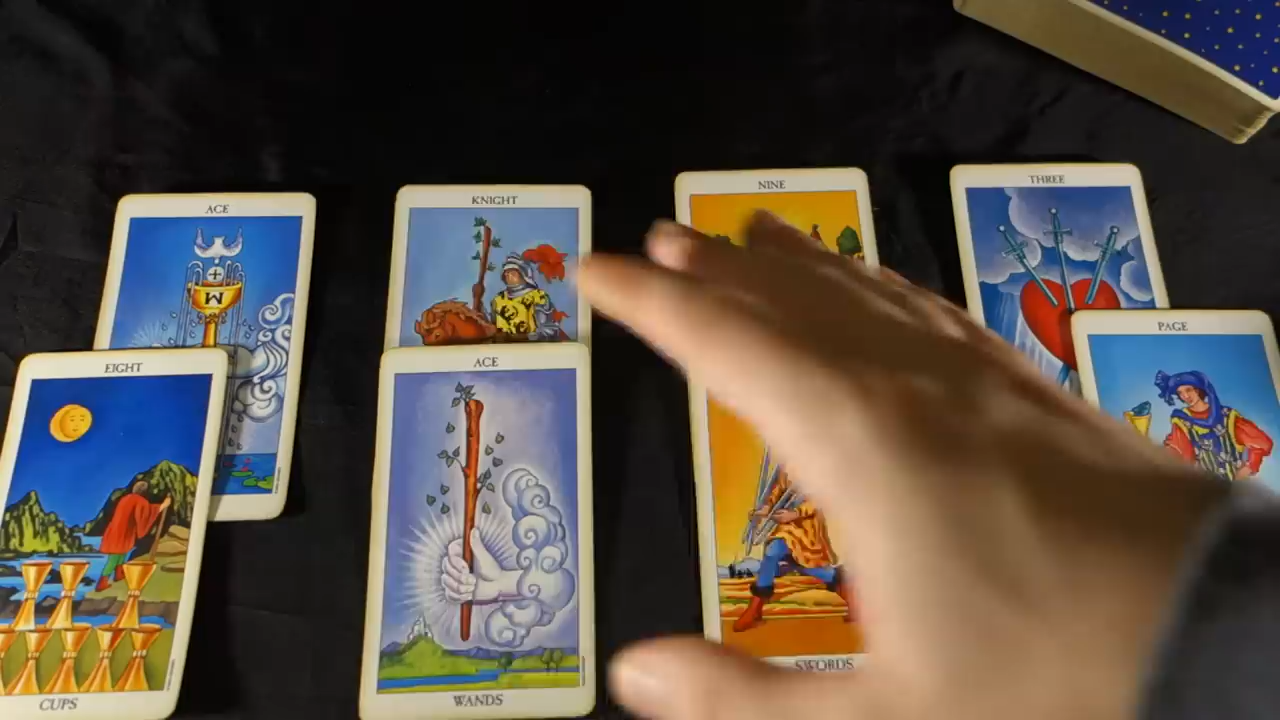 ACE
KNIGHT
NINE
THREE
EIGHT
ACE
PAGE
M
CUPS
WANDS
SWORDS